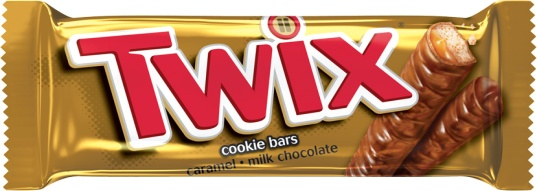 Twix
cookie bars
caramel • milk chocolate